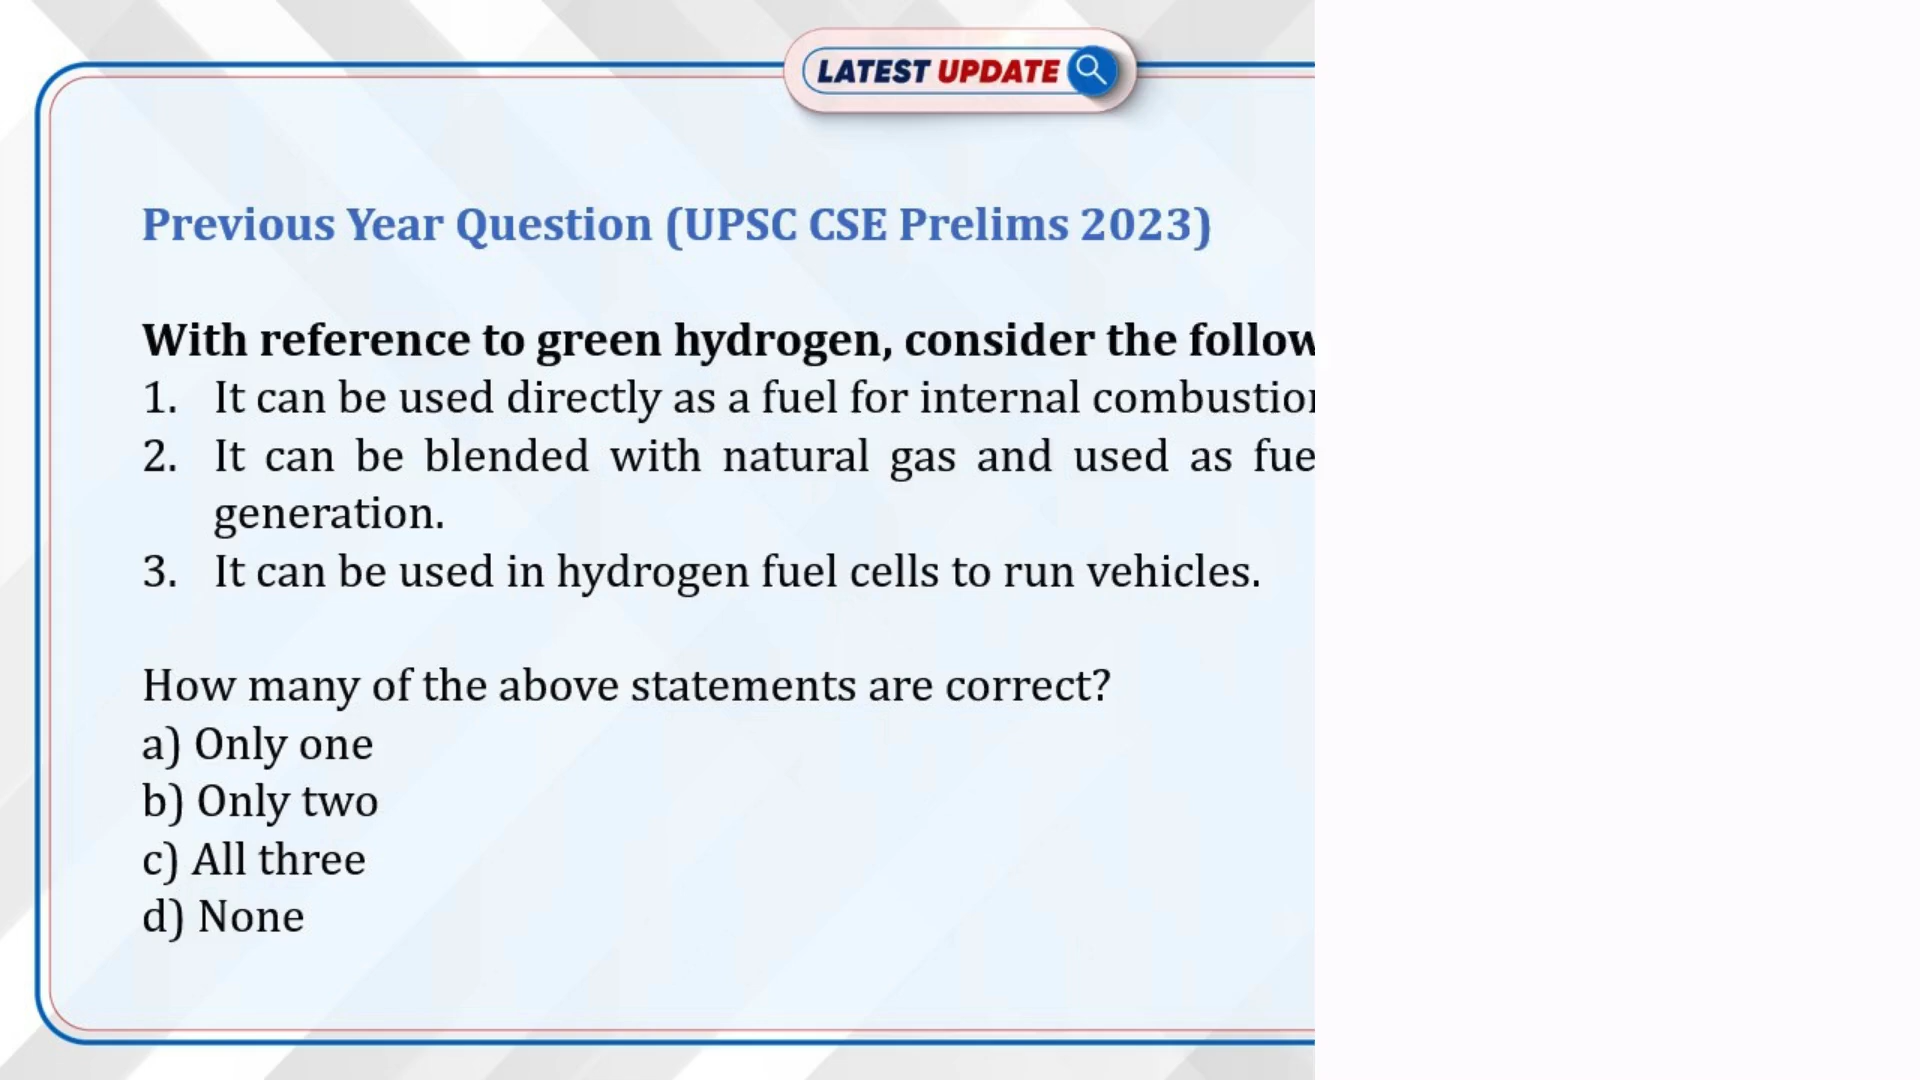 LATEST UPDATE
Previous Year Question (UPSC CSE Prelims 2023)
With reference to green hydrogen, consider the
1. It can be used directly as a fuel for internal
2. It can be blended with natural gas and used as
generation.
3. It can be used in hydrogen fuel cells to run vehicles.
How many of the above statements are correct?
a) Only one
b) Only two
c) All three
d) None